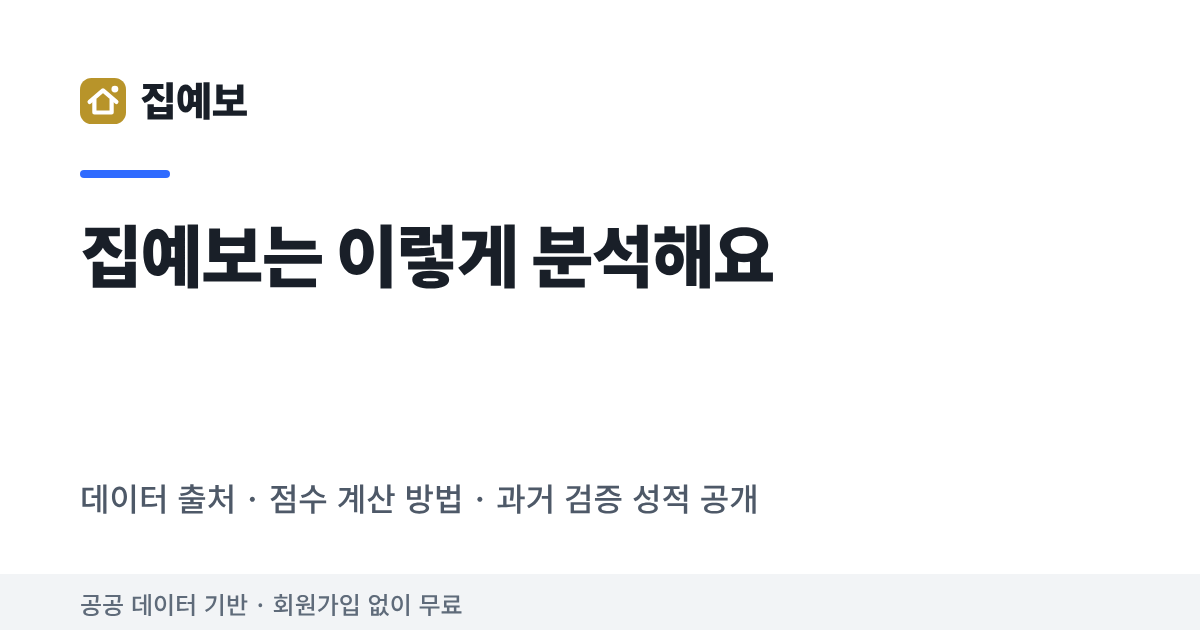 집예보
집예보는 이렇게 분석해요
데이터 출처 · 점수 계산 방법 · 과거 검증 성적 공개
공공 데이터 기반 · 회원가입 없이 무료